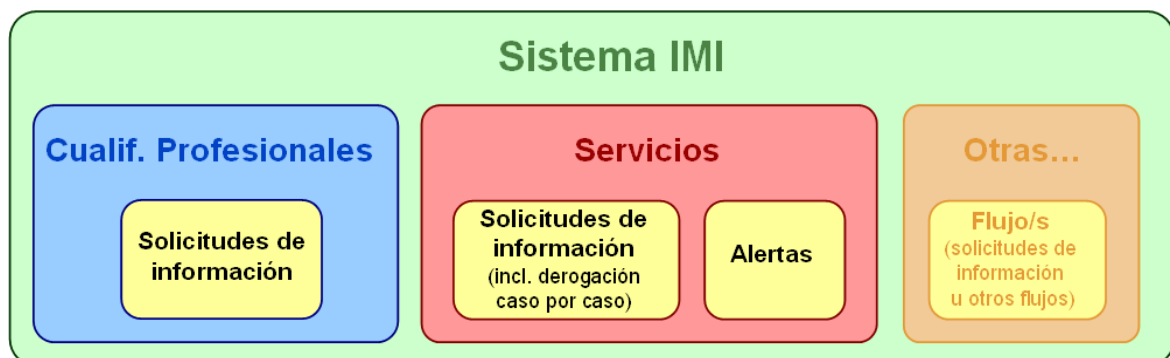 Sistema IMI
Cualif. Profesionales
Solicitudes de
información
Servicios
Solicitudes de
información
(incl. derogación
caso por caso)
Alertas
Otras...
Flujo/s
(solicitudes de
información
u otros flujos)